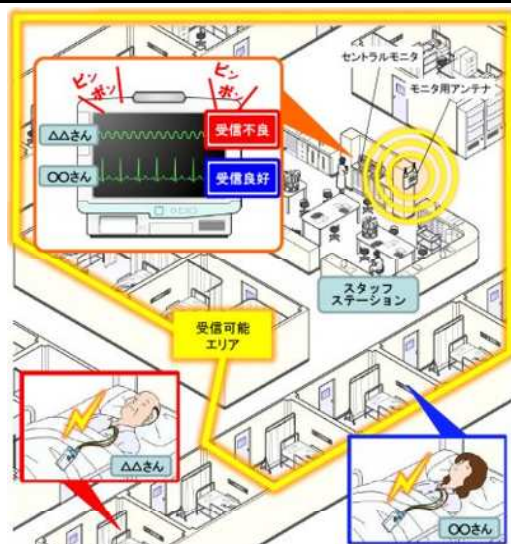 セントラルモニタ
モニタ用アンテナ
ピン
ポン
ピン
ポン
△△さん
受信不良
○○さん
受信良好
スタッフ
ステーション
受信可能
エリア
△△さん
○○さん